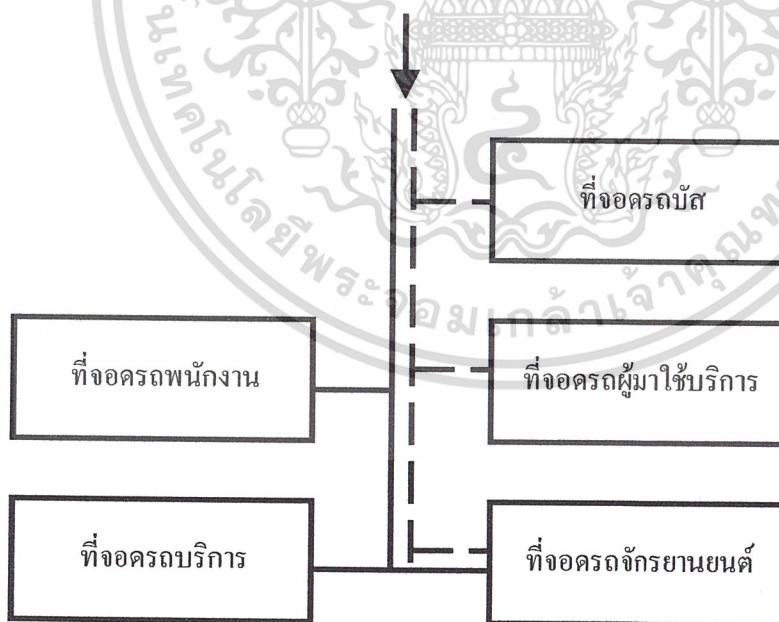 ที่จอดรถบัส
ที่จอดรถพนักงาน
ที่จอดรถผู้มาใช้บริการ
ที่จอดรถบริการ
ที่จอดรถจักรยานยนต์